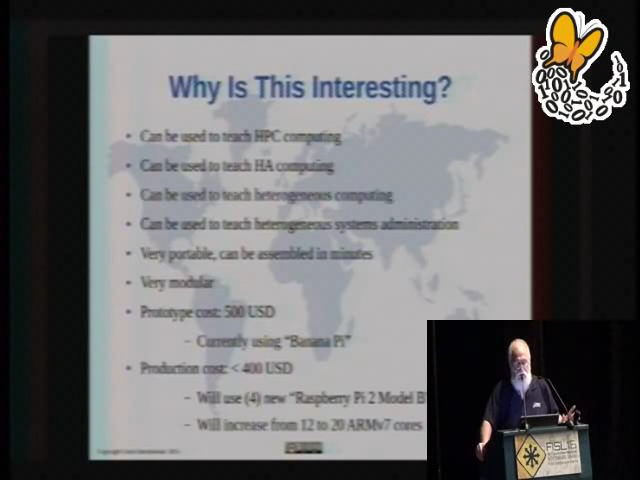 Why Is This Interesting?
• Can be used to teach HPC computing
• Can be used to teach HA computing
• Can be used to teach heterogeneous computing
• Can be used to teach heterogeneous systems administration
• Very portable, can be assembled in minutes
• Very modular
• Prototype cost: 500 USD
– Currently using “Banana Pi”
• Production cost: < 400 USD
– Will use (4) new “Raspberry Pi 2 Model B
– Will increase from 12 to 20 ARMv7 cores
FISL16